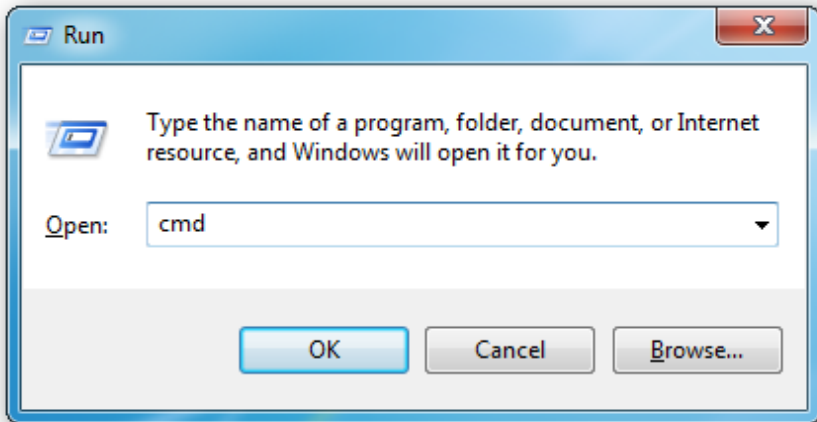 Run
X
Type the name of a program, folder, document, or Internet
resource, and Windows will open it for you.
Open: cmd
OK Cancel Browse...